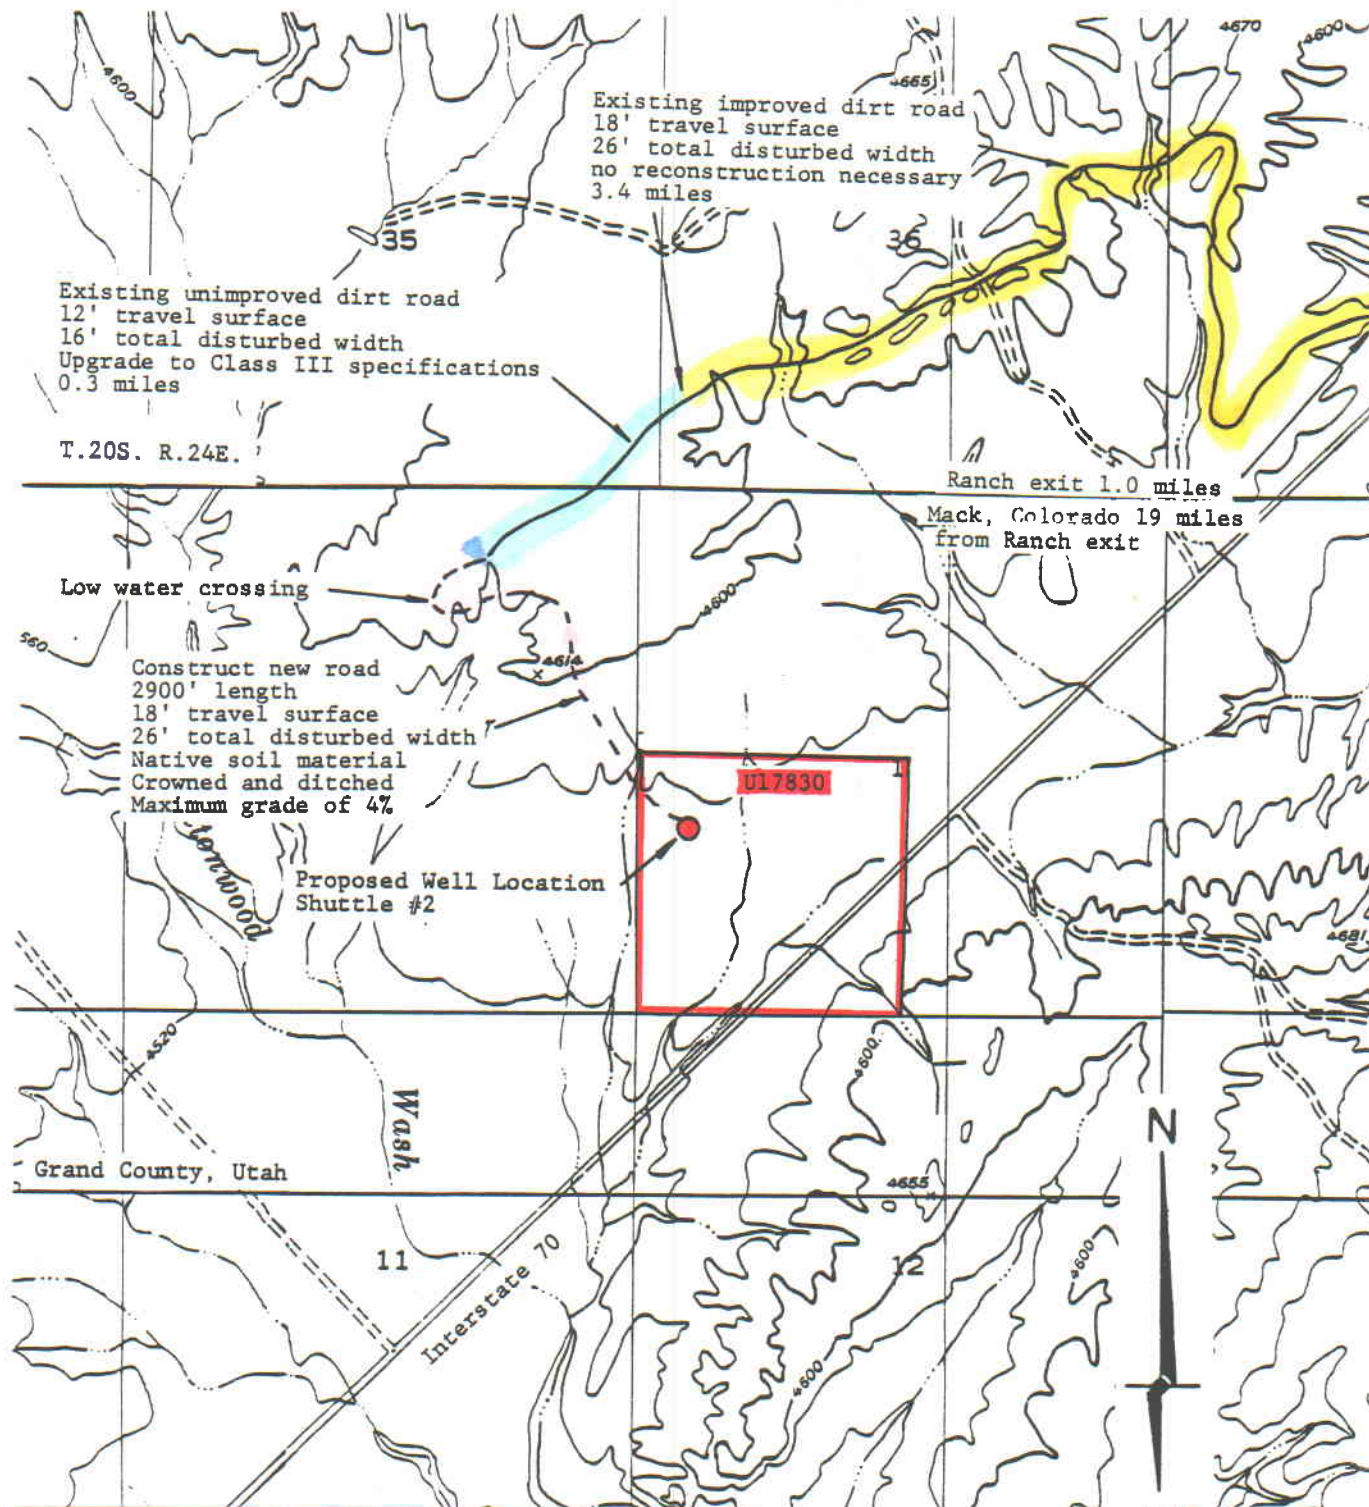 4670
4600
4600
4665
Existing improved dirt road
18' travel surface
26' total disturbed width
no reconstruction necessary
3.4 miles
35
36
Existing unimproved dirt road
12' travel surface
16' total disturbed width
Upgrade to Class III specifications
0.3 miles
T.20S. R.24E.
Ranch exit 1.0 miles
Mack, Colorado 19 miles
from Ranch exit
Low water crossing
4600
560
4614
Construct new road
2900' length
18' travel surface
26' total disturbed width
Native soil material
Crowned and ditched
Maximum grade of 4%
U17830
1
tonwood
Proposed Well Location
Shuttle #2
4681
4520
4600
Wash
N
Grand County, Utah
4655
11
12
Interstate 70
4600
4600